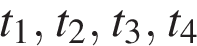 t₁, t₂, t₃, t₄